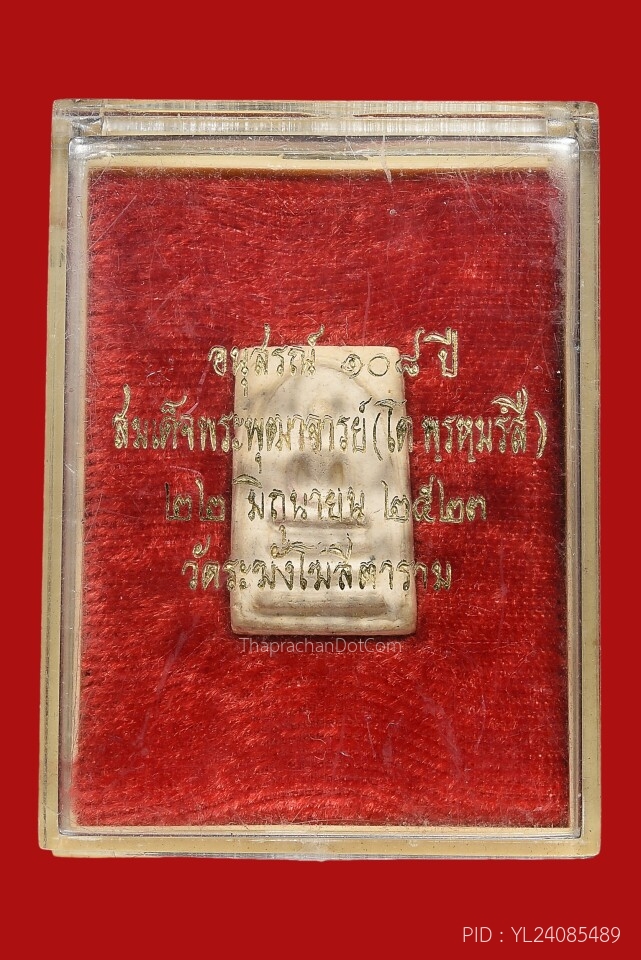 อนุสรณ์ ๑๐๘ ปี
สมเด็จพระพุฒาจารย์ (โต พฺรหฺมรํสี)
๒๒ มิถุนายน ๒๕๒๓
วัดระฆังโฆสิตาราม
ThaprachanDotCom
PID : YL24085489